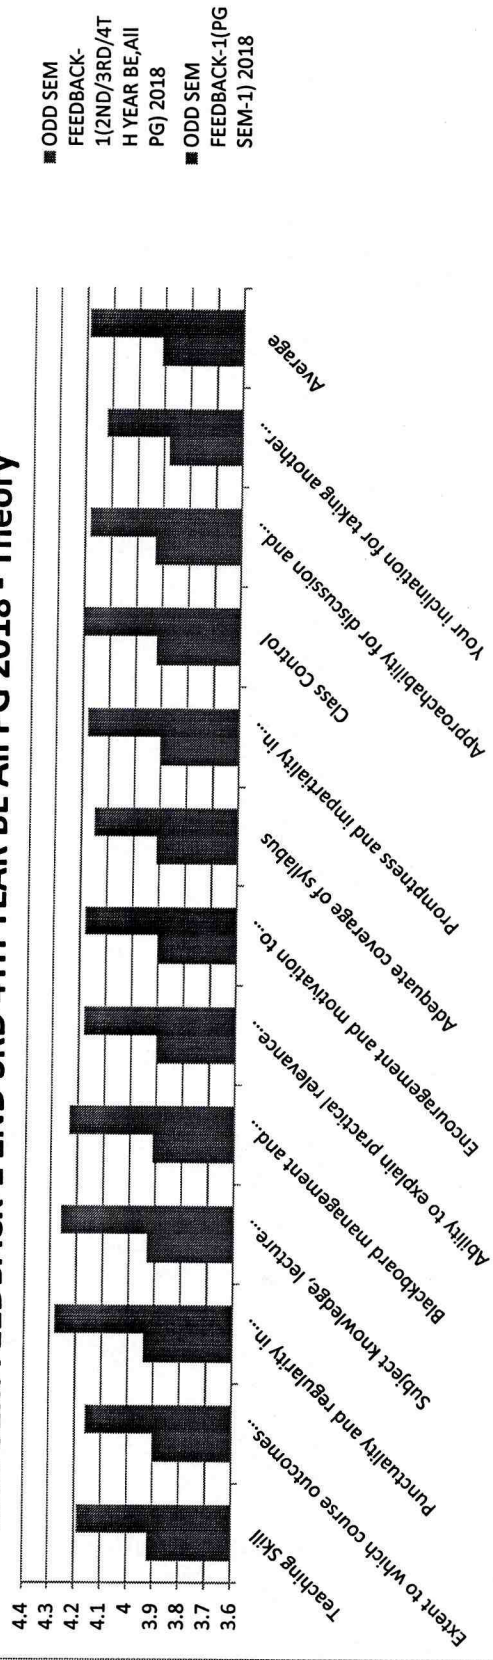 4.4
4.3
4.2
4.1
4
3.9
3.8
3.7
3.6
Teaching Skill
Extent to which course outcomes...
Punctuality and regularity in...
Subject knowledge, lecture...
Blackboard management and...
Ability to explain practical relevance...
Encouragement and motivation to...
Adequate coverage of syllabus
Promptness and impartiality in...
Class Control
Approachability for discussion and...
Your inclination for taking another...
Average
ODD SEM
FEEDBACK-
1(2ND/3RD/4T
H YEAR BE,All
PG) 2018
ODD SEM
FEEDBACK-1(PG
SEM-1) 2018